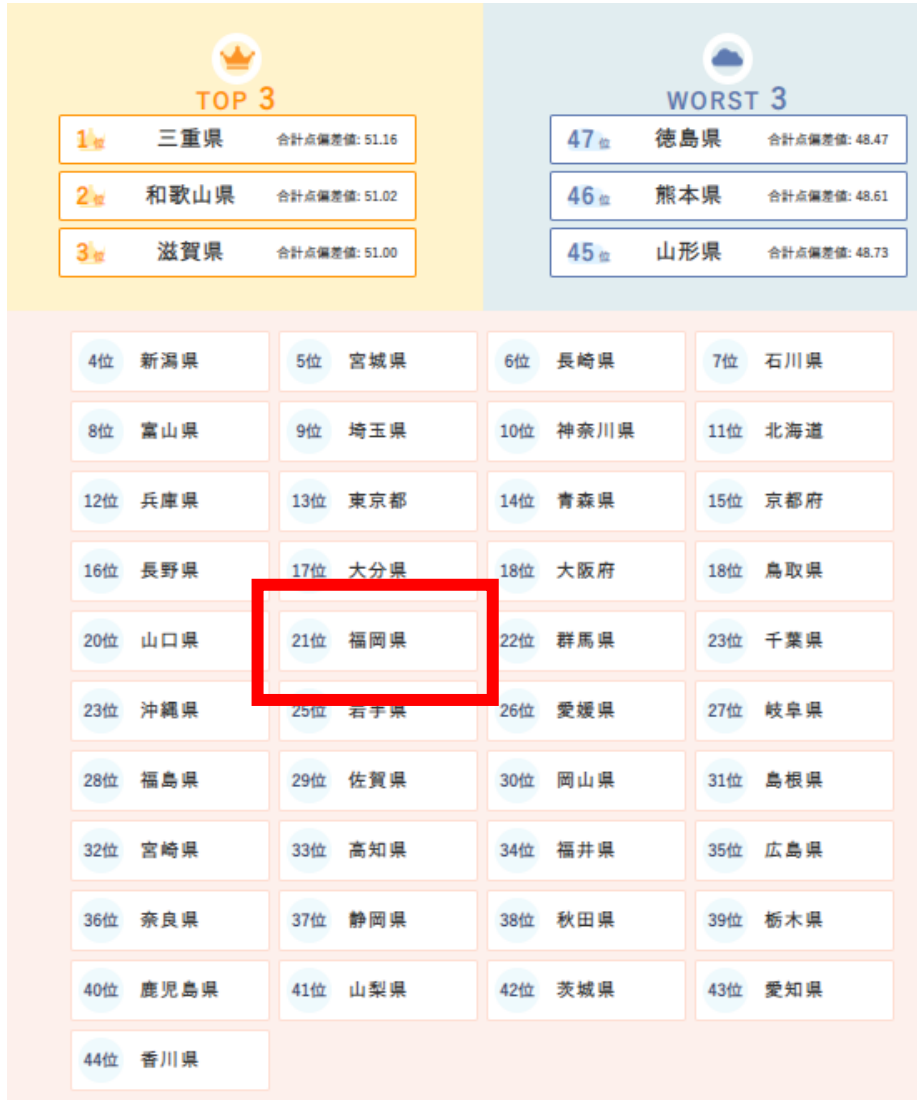 TOP 3
1位 三重県 合計点偏差値: 51.16
2位 和歌山県 合計点偏差値: 51.02
3位 滋賀県 合計点偏差値: 51.00
WORST 3
47位 徳島県 合計点偏差値: 48.47
46位 熊本県 合計点偏差値: 48.61
45位 山形県 合計点偏差値: 48.73
4位 新潟県 5位 宮城県 6位 長崎県 7位 石川県
8位 富山県 9位 埼玉県 10位 神奈川県 11位 北海道
12位 兵庫県 13位 東京都 14位 青森県 15位 京都府
16位 長野県 17位 大分県 18位 大阪府 18位 鳥取県
20位 山口県 21位 福岡県 22位 群馬県 23位 千葉県
23位 沖縄県 25位 岩手県 26位 愛媛県 27位 岐阜県
28位 福島県 29位 佐賀県 30位 岡山県 31位 島根県
32位 宮崎県 33位 高知県 34位 福井県 35位 広島県
36位 奈良県 37位 静岡県 38位 秋田県 39位 栃木県
40位 鹿児島県 41位 山梨県 42位 茨城県 43位 愛知県
44位 香川県